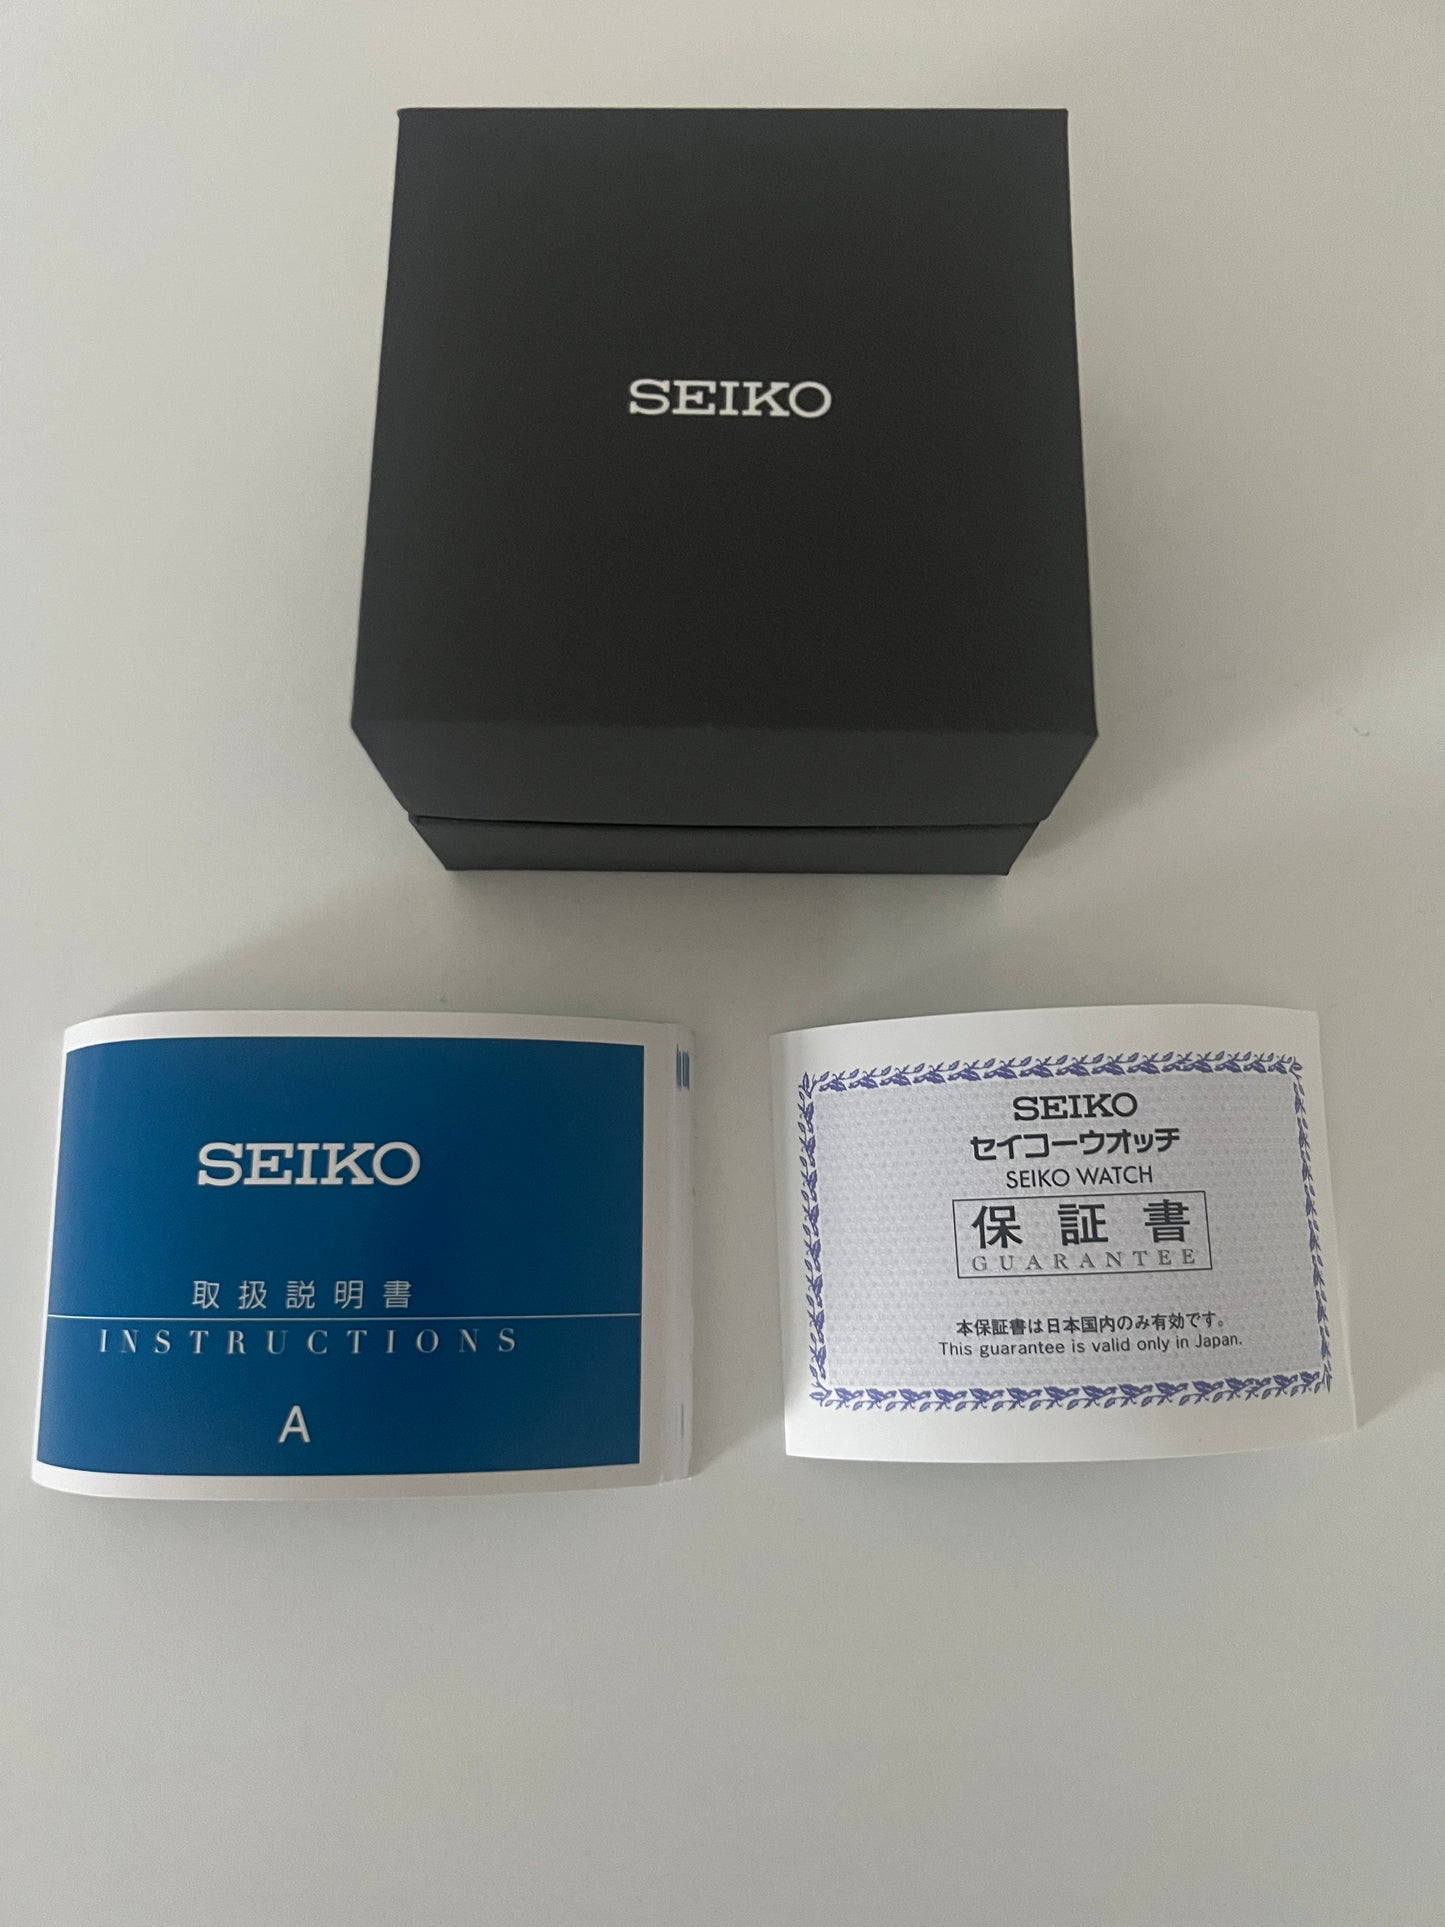 SEIKO
SEIKO
取扱説明書
INSTRUCTIONS
A
SEIKO
セイコーウオッチ
SEIKO WATCH
保証書
GUARANTEE
本保証書は日本国内のみ有効です。
This guarantee is valid only in Japan.